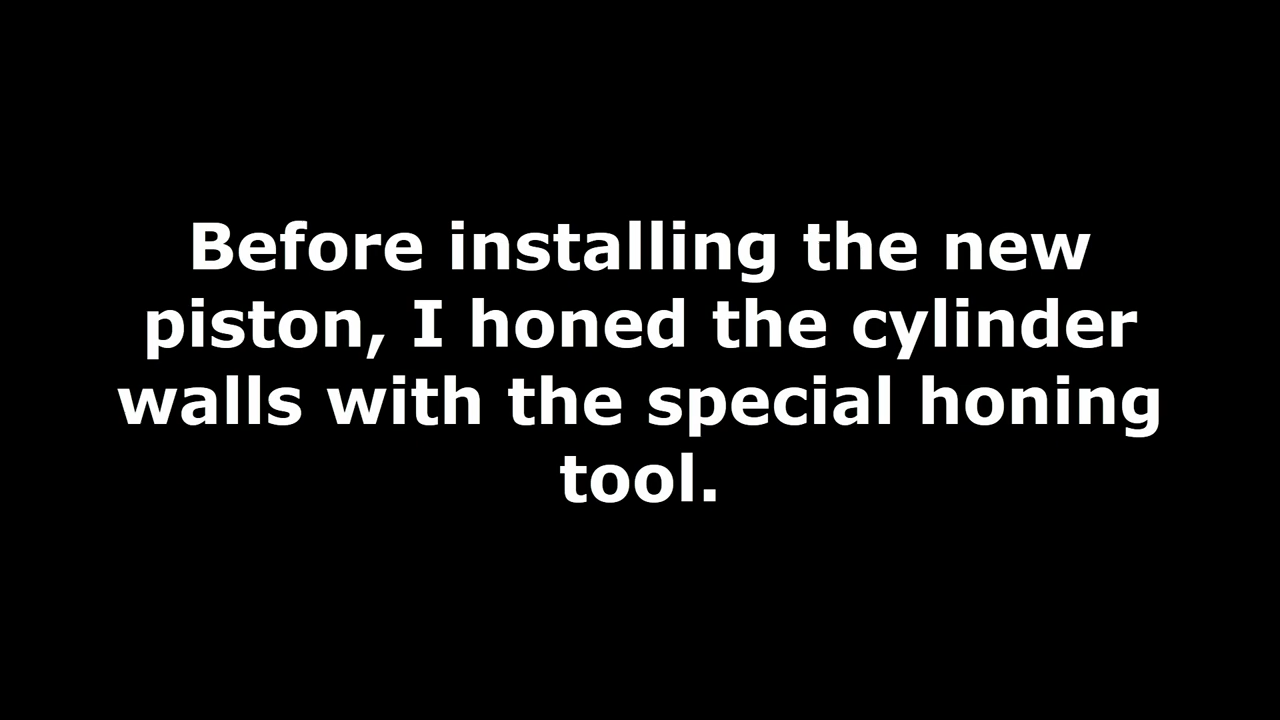 Before installing the new
piston, I honed the cylinder
walls with the special honing
tool.